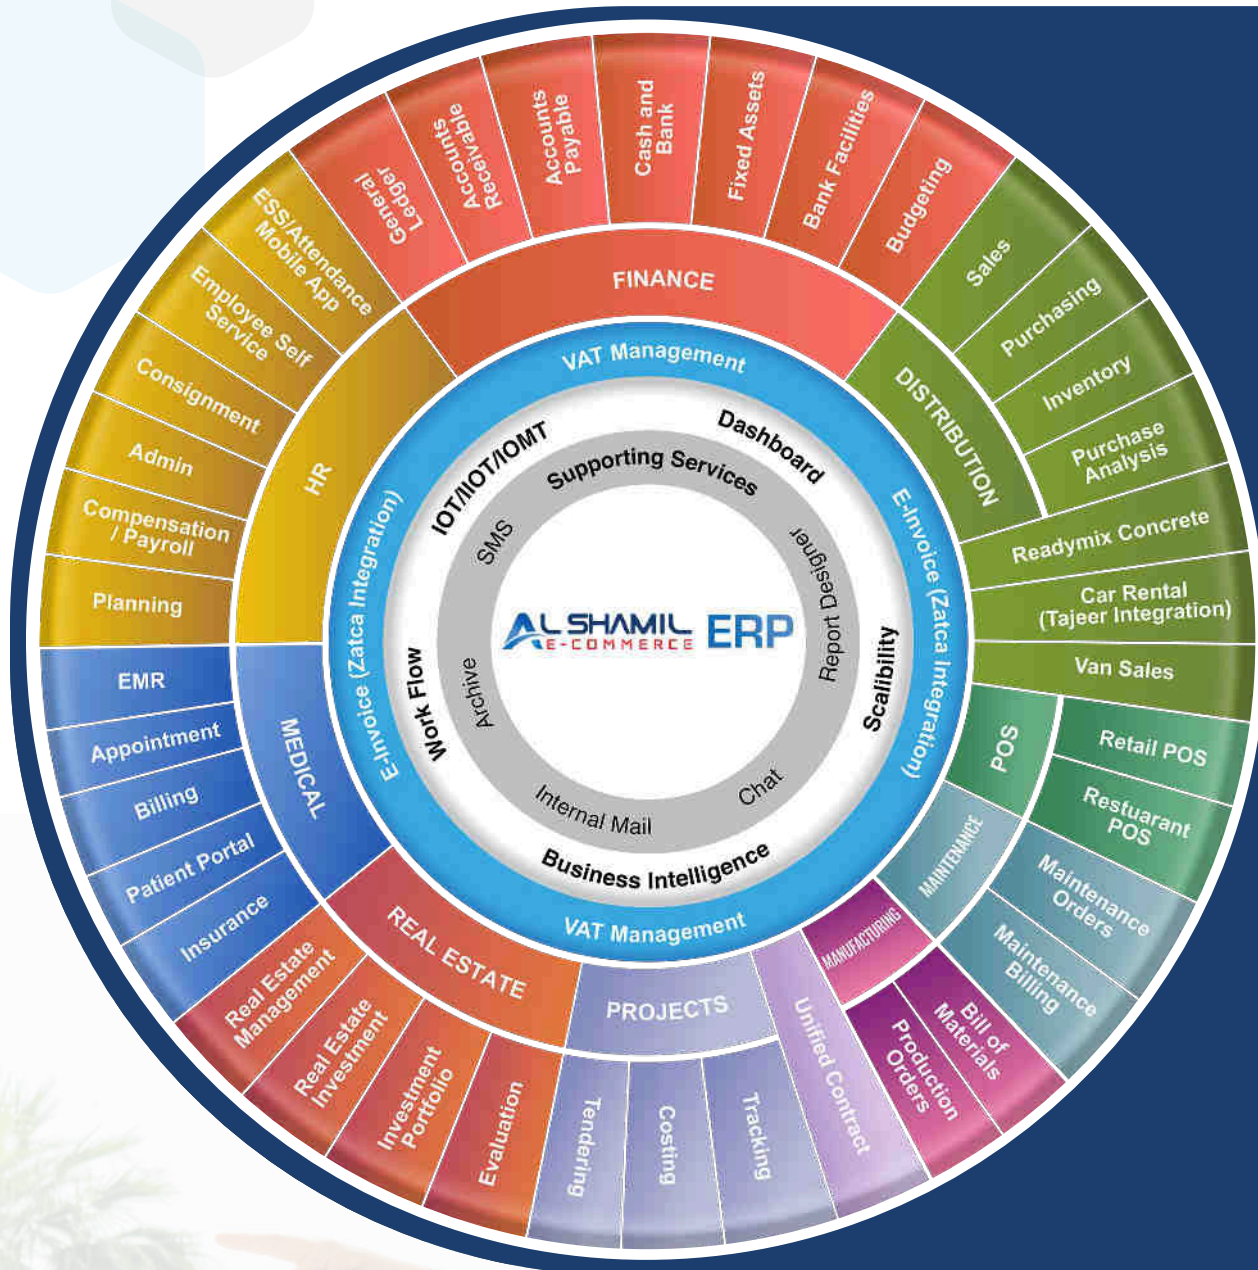 General
Ledger
Accounts
Receivable
Accounts
Payable
Cash and
Bank
Fixed Assets
Bank Facilities
Budgeting
FINANCE
Sales
Purchasing
Inventory
Purchase
Analysis
Readymix Concrete
Car Rental
(Tajeer Integration)
Van Sales
DISTRIBUTION
Retail POS
Restuarant
POS
POS
Maintenance
Orders
Maintenance
Billing
MAINTENANCE
Bill of
Materials
Production
Orders
MANUFACTURING
Unified Contract
Tracking
Costing
Tendering
PROJECTS
Evaluation
Investment
Portfolio
Real Estate
Investment
Real Estate
Management
REAL ESTATE
Insurance
Patient Portal
Billing
Appointment
EMR
MEDICAL
Planning
Compensation
/ Payroll
Admin
Consignment
Employee Self
Service
ESS/Attendance
Mobile App
HR
VAT Management
E-Invoice (Zatca Integration)
VAT Management
E-Invoice (Zatca Integration)
IOT/IIOT/IOMT
Dashboard
Scalibility
Business Intelligence
Work Flow
Supporting Services
Report Designer
Chat
Internal Mail
Archive
SMS
AL SHAMIL
E-COMMERCE
ERP